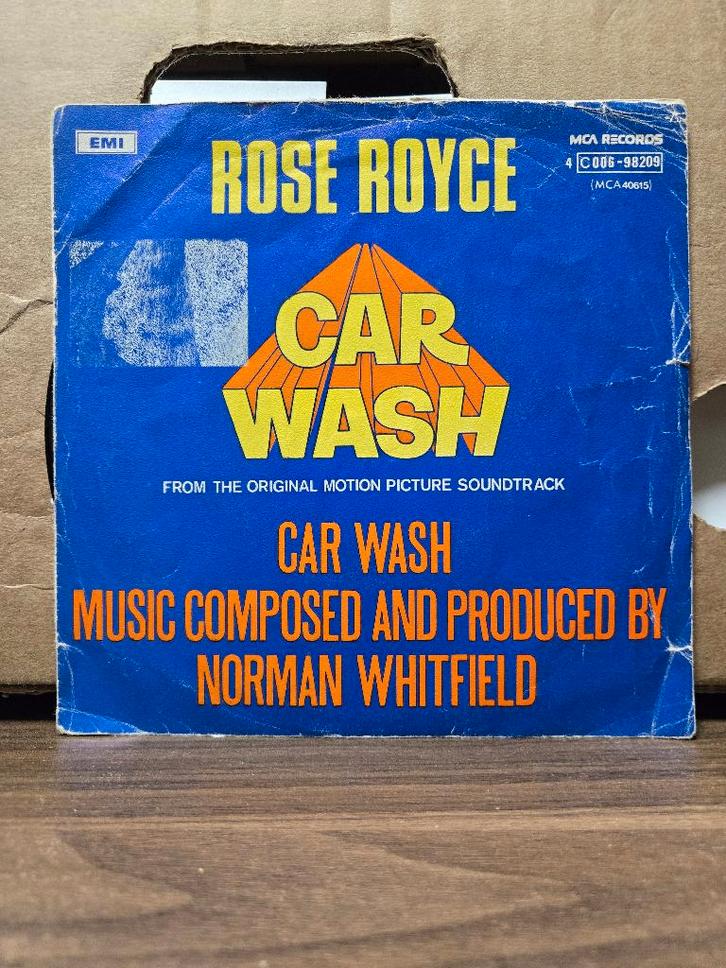 EMI
ROSE ROYCE
MCA RECORDS
4 C 006-98209
(MCA 40615)
CAR
WASH
FROM THE ORIGINAL MOTION PICTURE SOUNDTRACK
CAR WASH
MUSIC COMPOSED AND PRODUCED BY
NORMAN WHITFIELD